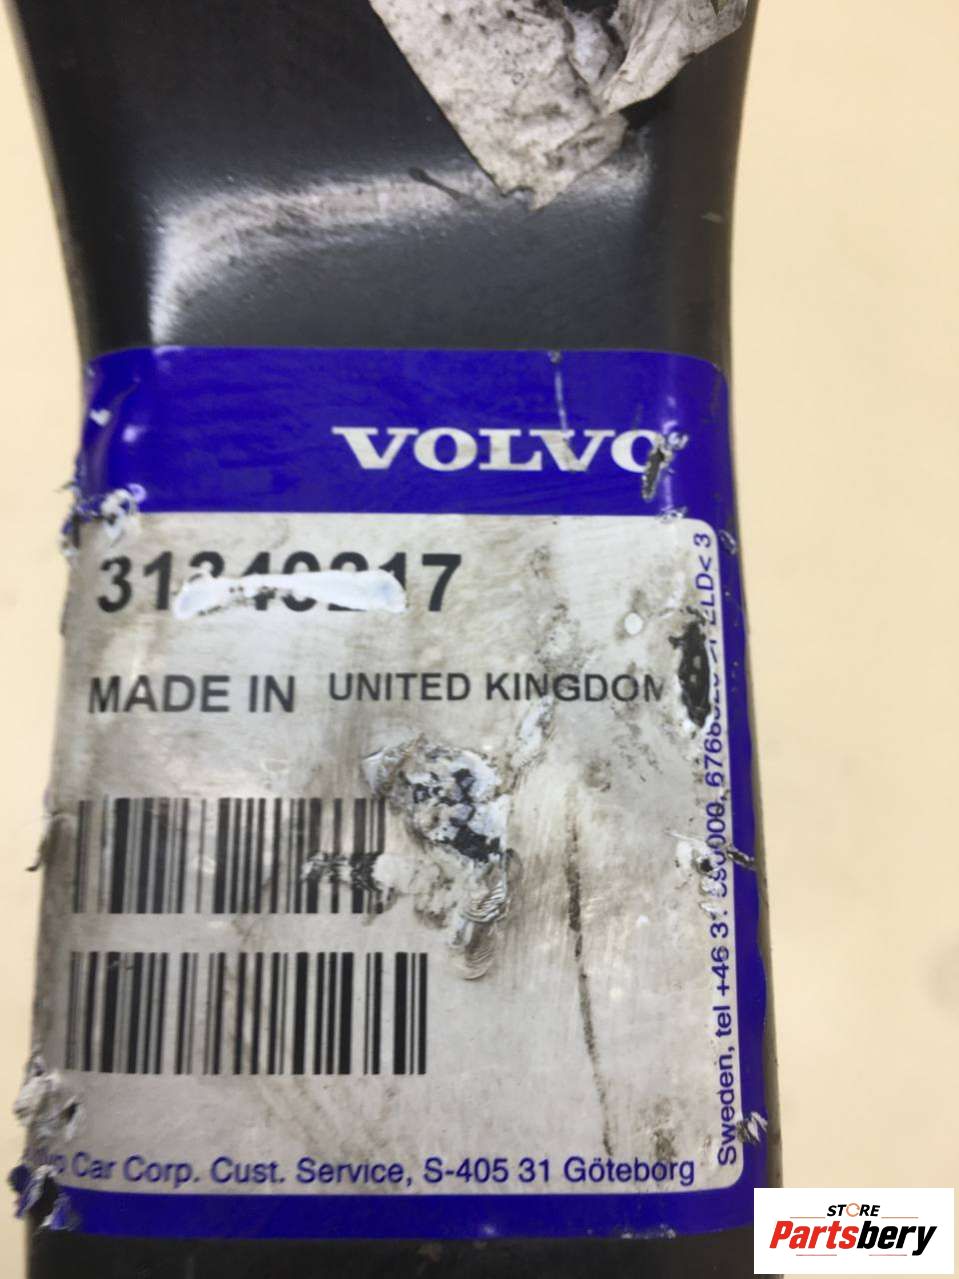 VOLVO
MADE IN UNITED KINGDOM
Car Corp. Cust. Service, S-405 31 Göteborg
Sweden, tel +46 31
STORE
Partsbery